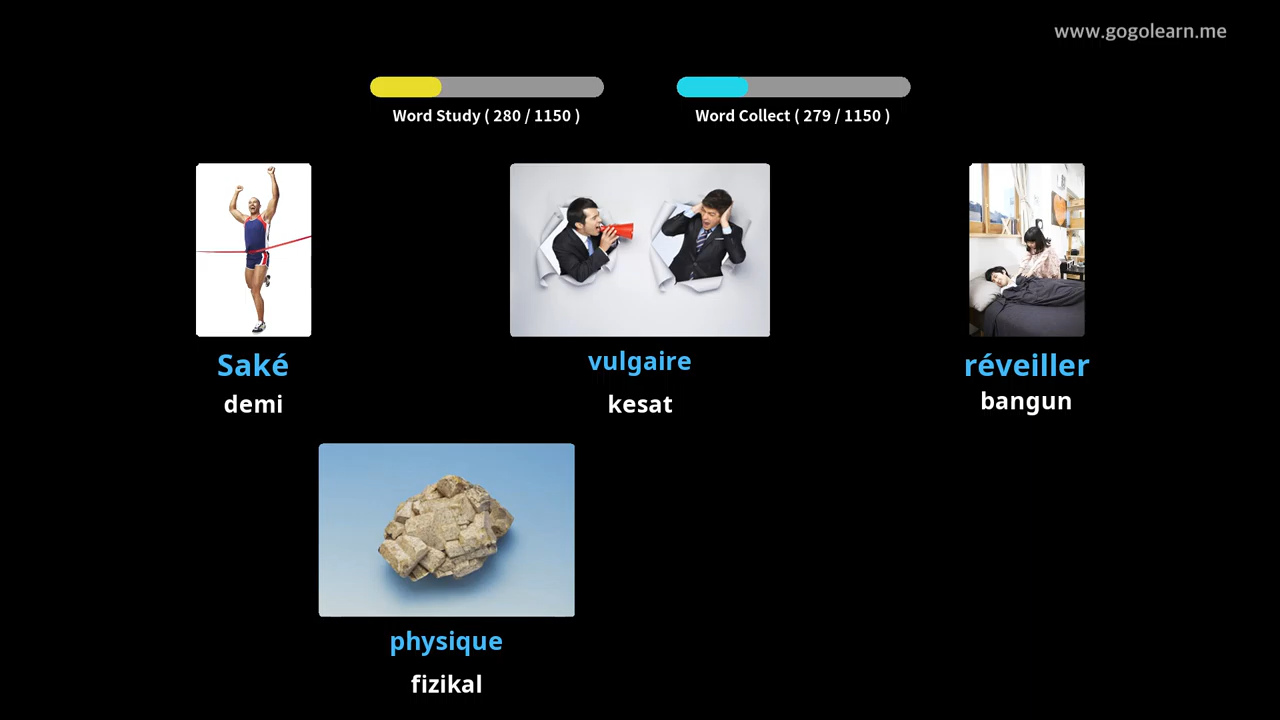 www.gogolearn.me
Word Study ( 280 / 1150 )
Word Collect ( 279 / 1150 )
Saké
vulgaire
réveiller
demi
kesat
bangun
physique
fizikal